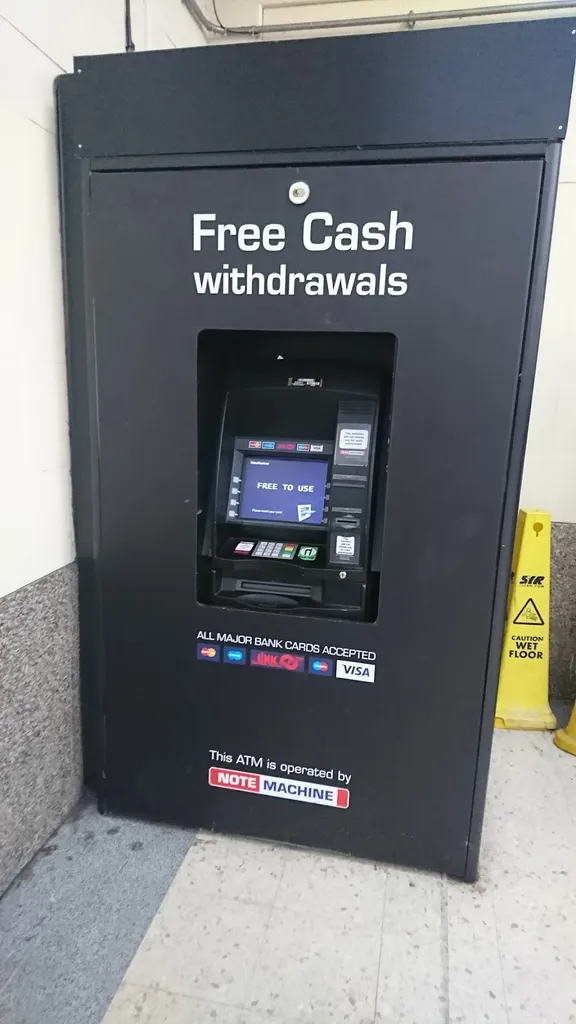 Free Cash
withdrawals
FREE TO USE
ALL MAJOR BANK CARDS ACCEPTED
LINK
VISA
This ATM is operated by
NOTE MACHINE
SIR
CAUTION
WET
FLOOR